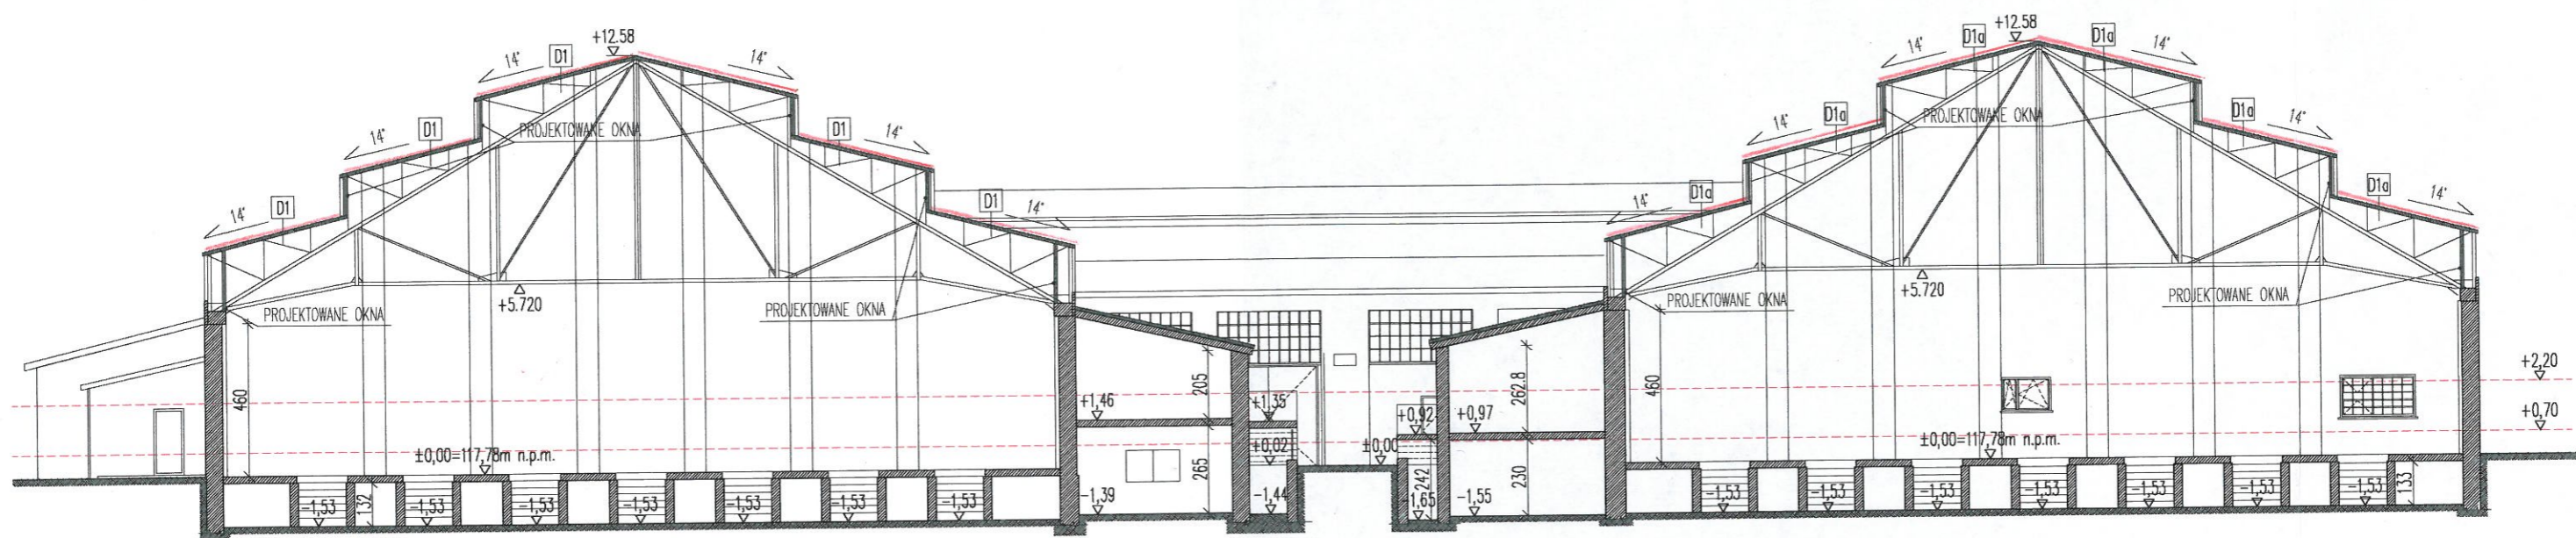 +12.58
14°
D1
14°
14°
D1
PROJEKTOWANE OKNA
D1
14°
14°
D1
D1
14°
+5.720
PROJEKTOWANE OKNA
PROJEKTOWANE OKNA
460
±0,00=117,78m n.p.m.
-1,53
132
-1,53
-1,53
-1,53
-1,53
-1,53
-1,53
205
+1,46
+1,35
+0,02
265
-1,39
-1,44
±0,00
+0,92
+0,97
262.8
242
230
-1,65
-1,55
+12.58
14°
D1a
D1a
14°
14°
D1a
PROJEKTOWANE OKNA
D1a
14°
14°
D1a
D1a
14°
+5.720
PROJEKTOWANE OKNA
PROJEKTOWANE OKNA
460
±0,00=117,78m n.p.m.
-1,53
-1,53
-1,53
-1,53
-1,53
-1,53
-1,53
133
+2,20
+0,70